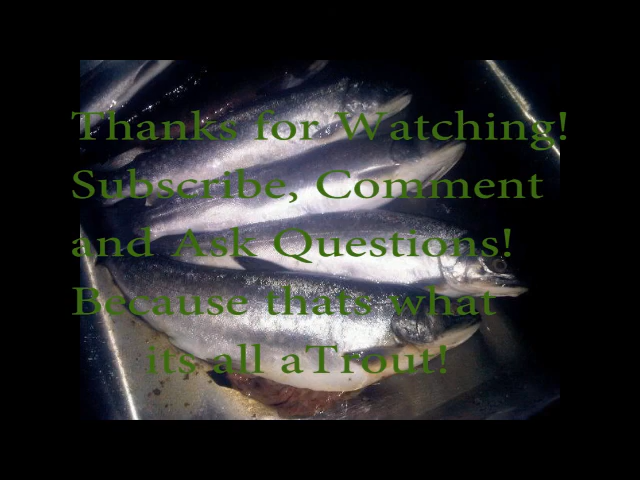 Thanks for Watching!
Subscribe, Comment
and Ask Questions!
Because thats what
its all aTrout!